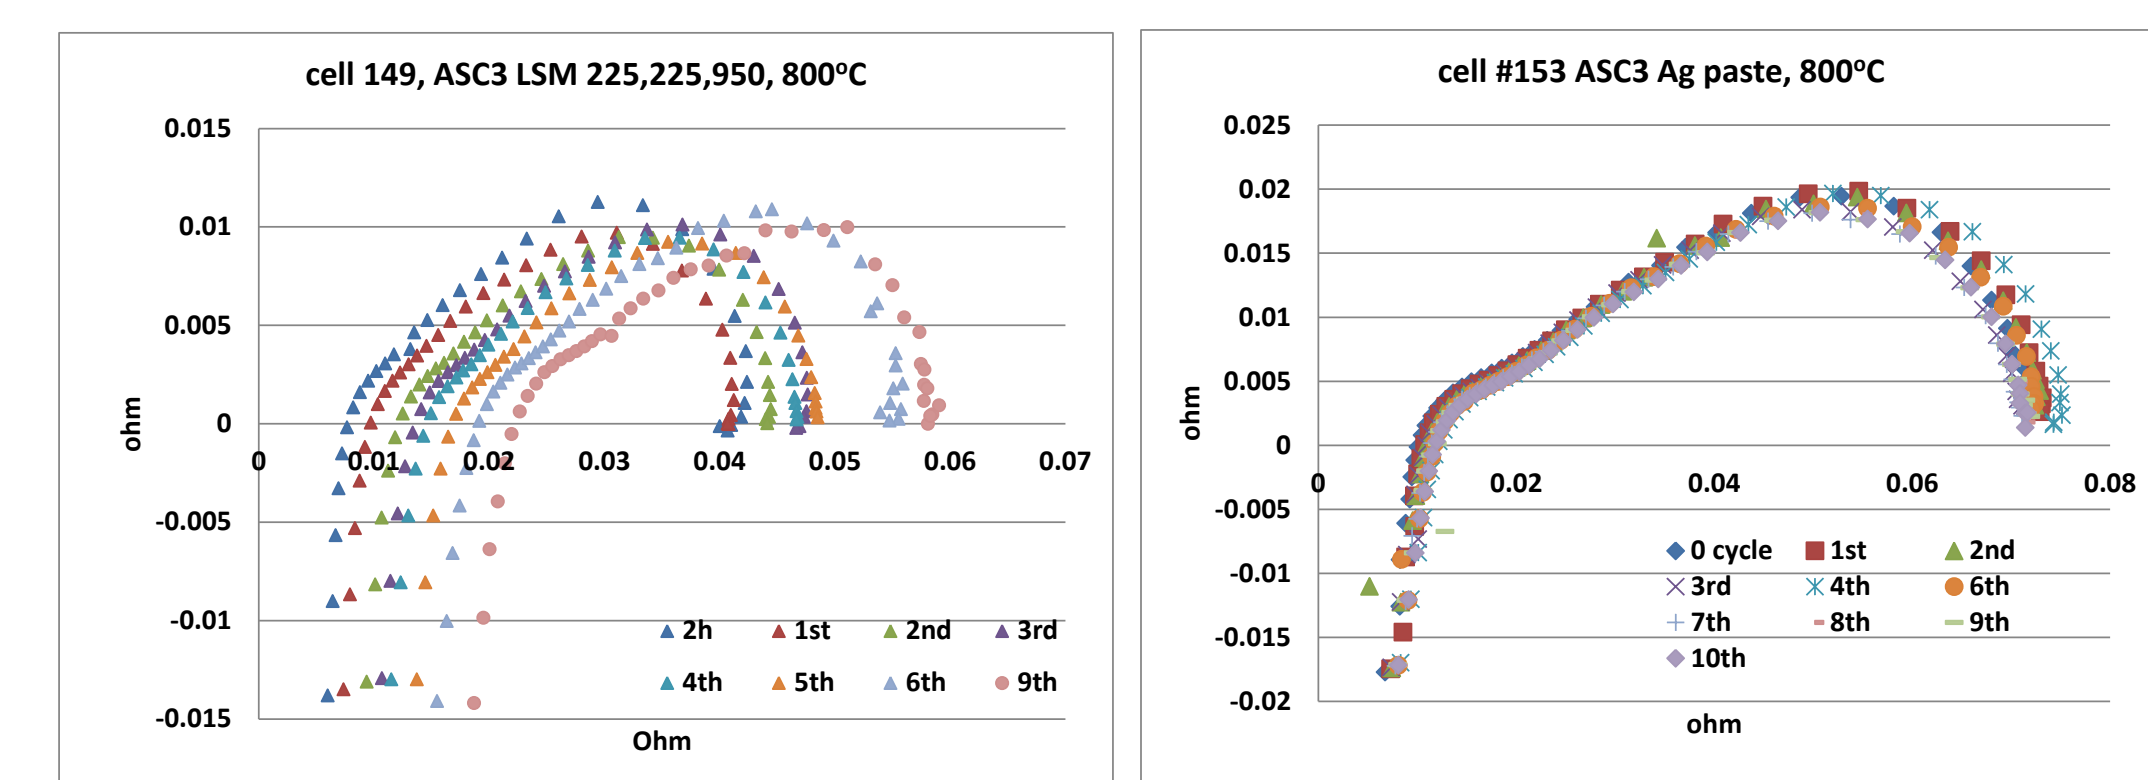 cell 149, ASC3 LSM 225,225,950, 800°C
0.015
0.01
0.005
0
-0.005
-0.01
-0.015
0 0.01 0.02 0.03 0.04 0.05 0.06 0.07
ohm
Ohm
2h 1st 2nd 3rd
4th 5th 6th 9th
cell #153 ASC3 Ag paste, 800°C
0.025
0.02
0.015
0.01
0.005
0
-0.005
-0.01
-0.015
-0.02
0 0.02 0.04 0.06 0.08
ohm
ohm
0 cycle 1st 2nd
3rd 4th 6th
7th 8th 9th
10th